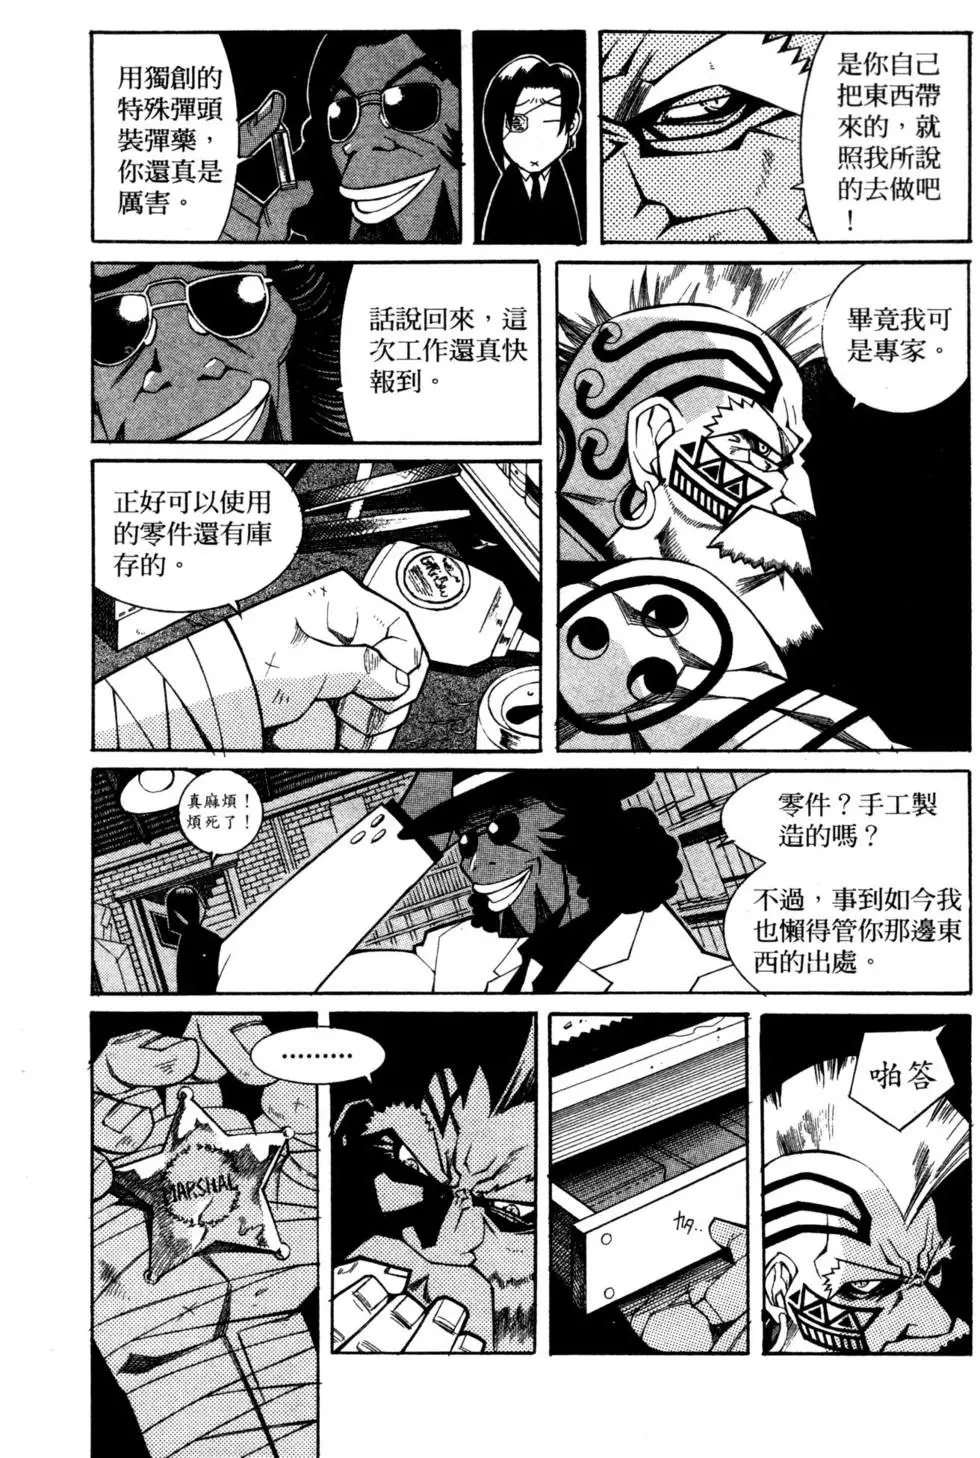 是你自己
把東西帶
來的，就
照我所說
的去做吧
！
用獨創的
特殊彈頭
裝彈藥，
你還真是
厲害。
畢竟我可
是專家。
話說回來，這
次工作還真快
報到。
正好可以使用
的零件還有庫
存的。
零件？手工製
造的嗎？
不過，事到如今我
也懶得管你那邊東
西的出處。
真麻煩！
煩死了！
啪答
カタ..
…………
MARSHAL